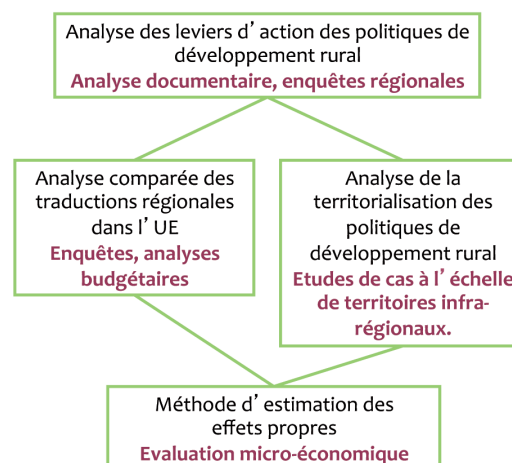 Analyse des leviers d’ action des politiques de
développement rural
Analyse documentaire, enquêtes régionales
Analyse comparée des
traductions régionales
dans l’ UE
Enquêtes, analyses
budgétaires
Analyse de la
territorialisation des
politiques de
développement rural
Etudes de cas à l’ échelle
de territoires infra-
régionaux.
Méthode d’ estimation des
effets propres
Evaluation micro-économique